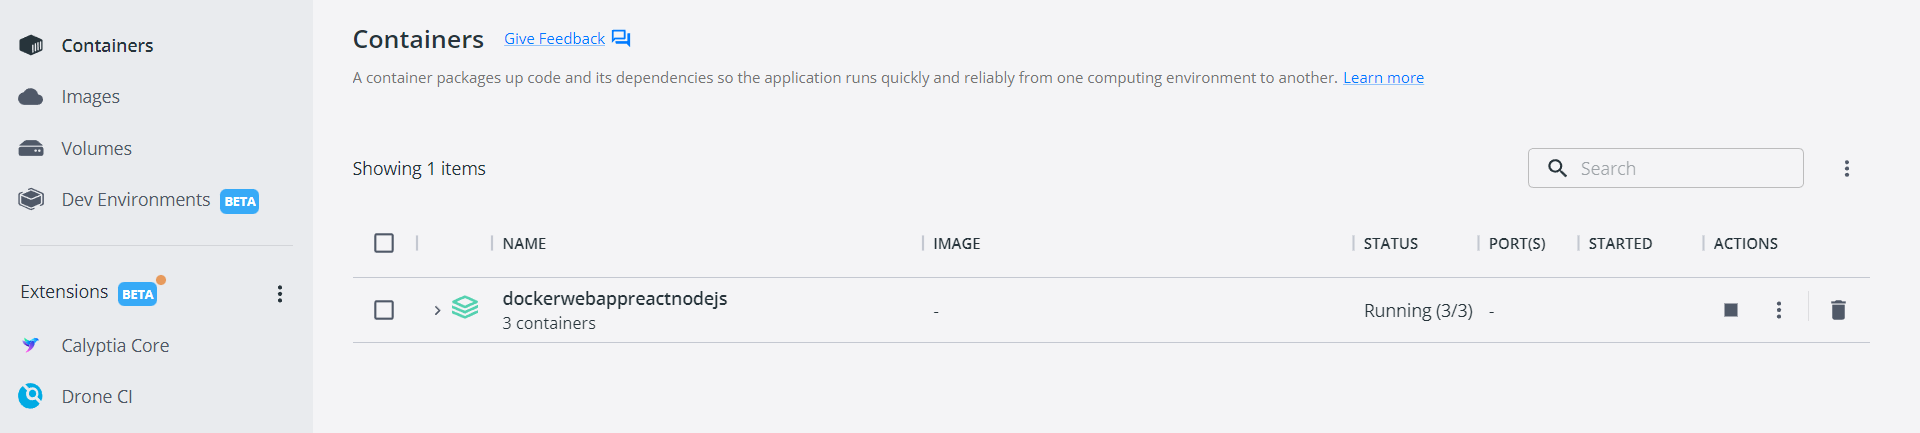 Containers
Images
Volumes
Dev Environments BETA
Extensions BETA
Calyptia Core
Drone CI
Containers Give Feedback
A container packages up code and its dependencies so the application runs quickly and reliably from one computing environment to another. Learn more
Showing 1 items
Search
NAME IMAGE STATUS PORT(S) STARTED ACTIONS
dockerwebappreactnodejs
3 containers
- Running (3/3) -